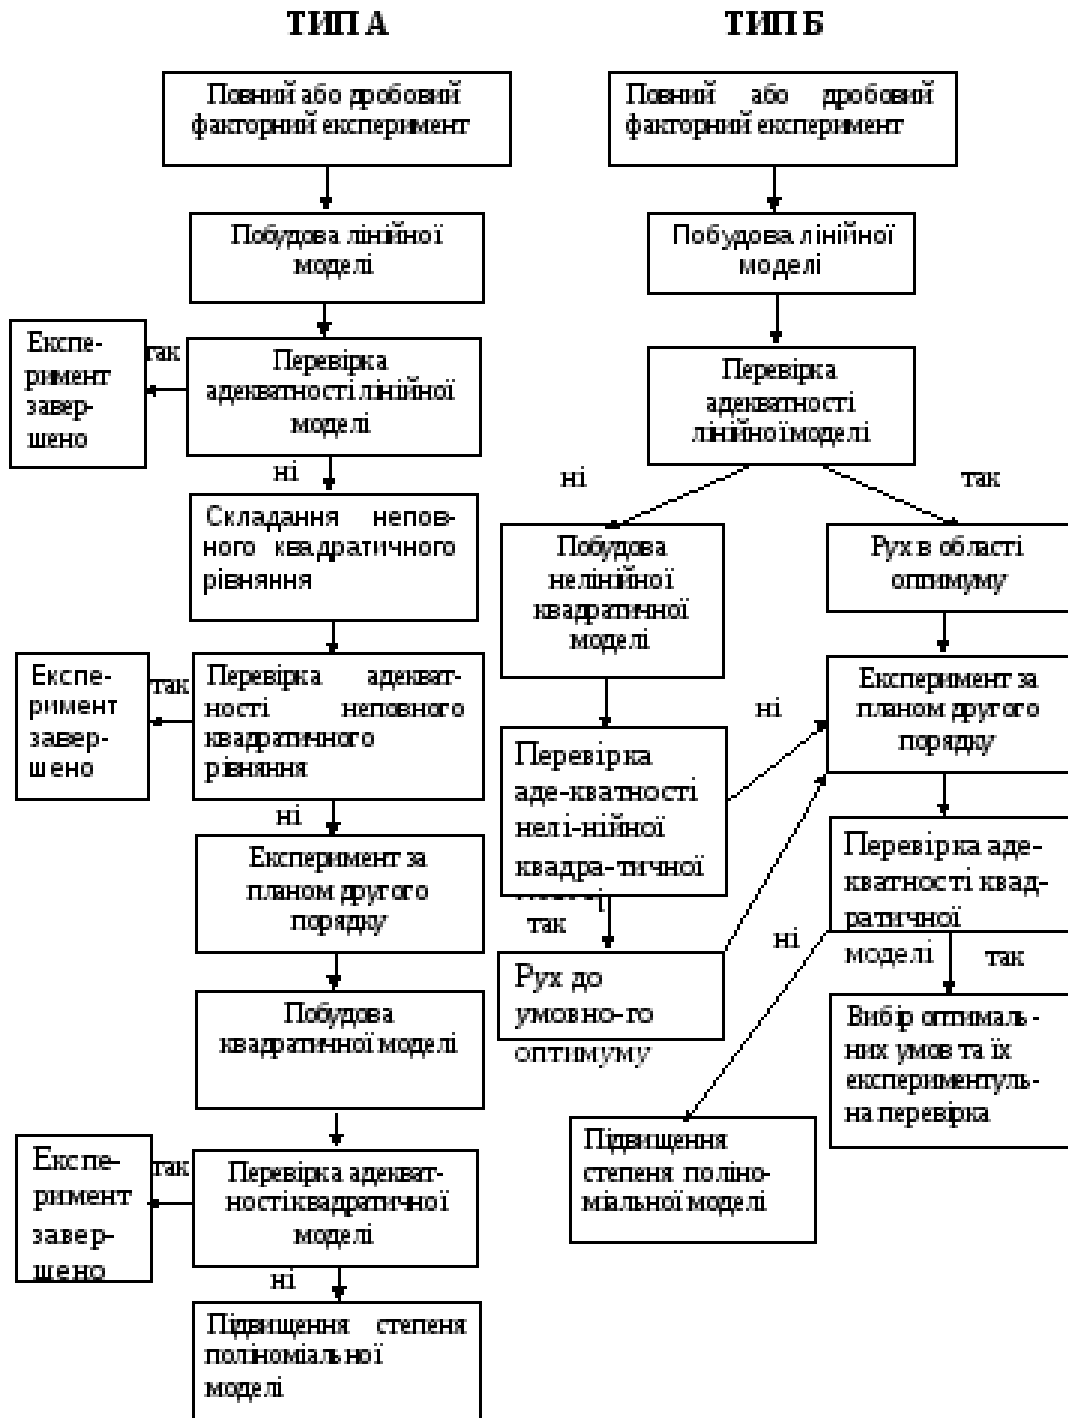 ТИП А
Повний або дробовий
факторний експеримент
Побудова лінійної
моделі
Перевірка
адекватності лінійної
моделі
так
Експе-
римент
завер-
шено
ні
Складання непов-
ного квадратичного
рівняння
Перевірка адекват-
ності неповного
квадратичного
рівняння
так
Експе-
римент
завер-
шено
ні
Експеримент за
планом другого
порядку
Побудова
квадратичної моделі
Перевірка адекват-
ності квадратичної
моделі
так
Експе-
римент
завер-
шено
ні
Підвищення степеня
поліноміальної
моделі
ТИП Б
Повний або дробовий
факторний експеримент
Побудова лінійної
моделі
Перевірка
адекватності
лінійної моделі
ні
так
Побудова
нелінійної
квадратичної
моделі
Рух в області
оптимуму
Перевірка
аде-кватності
нелі-нійної
квадра-тичної
ні
Експеримент за
планом другого
порядку
так
Рух до
умовно-го
оптимуму
Перевірка аде-
кватності квад-
ратичної
моделі
ні
так
Вибір оптималь-
них умов та їх
експериментуль-
на перевірка
Підвищення
степеня поліно-
міальної моделі